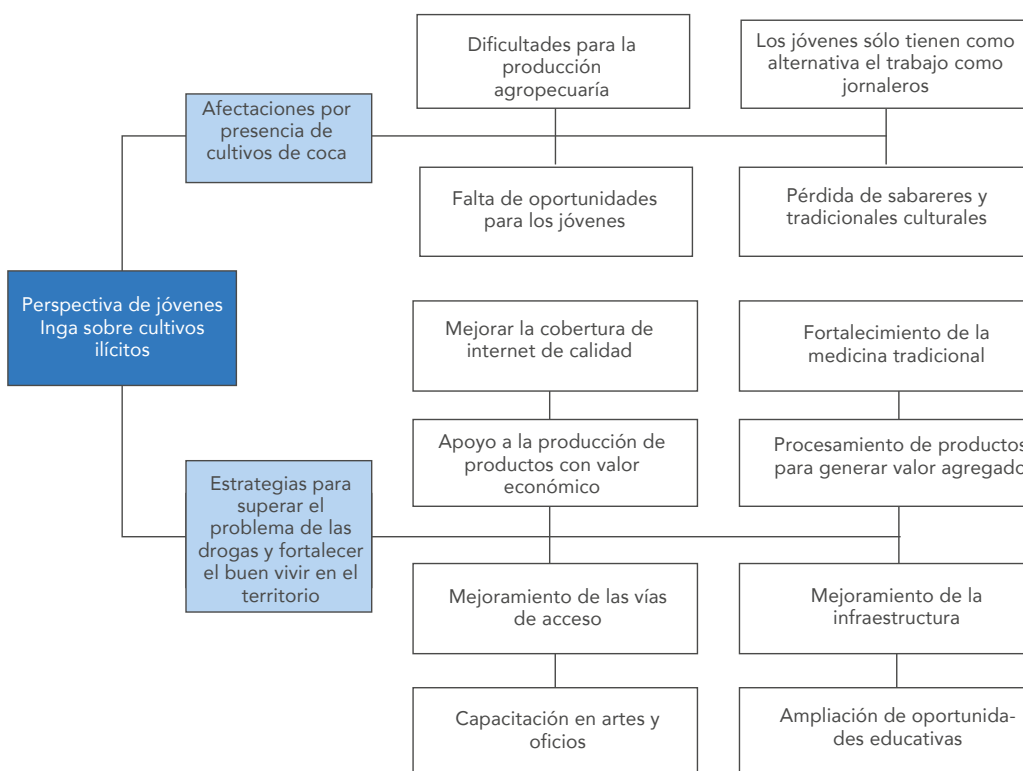 Dificultades para la
producción
agropecuaría
Los jóvenes sólo tienen como
alternativa el trabajo como
jornaleros
Afectaciones por
presencia de
cultivos de coca
Falta de oportunidades
para los jóvenes
Pérdida de sabareres y
tradicionales culturales
Perspectiva de jóvenes
Inga sobre cultivos
ilícitos
Mejorar la cobertura de
internet de calidad
Fortalecimiento de la
medicina tradicional
Apoyo a la producción de
productos con valor
económico
Procesamiento de productos
para generar valor agregado
Estrategias para
superar el
problema de las
drogas y fortalecer
el buen vivir en el
territorio
Mejoramiento de las vías
de acceso
Mejoramiento de la
infraestructura
Capacitación en artes y
oficios
Ampliación de oportunida-
des educativas